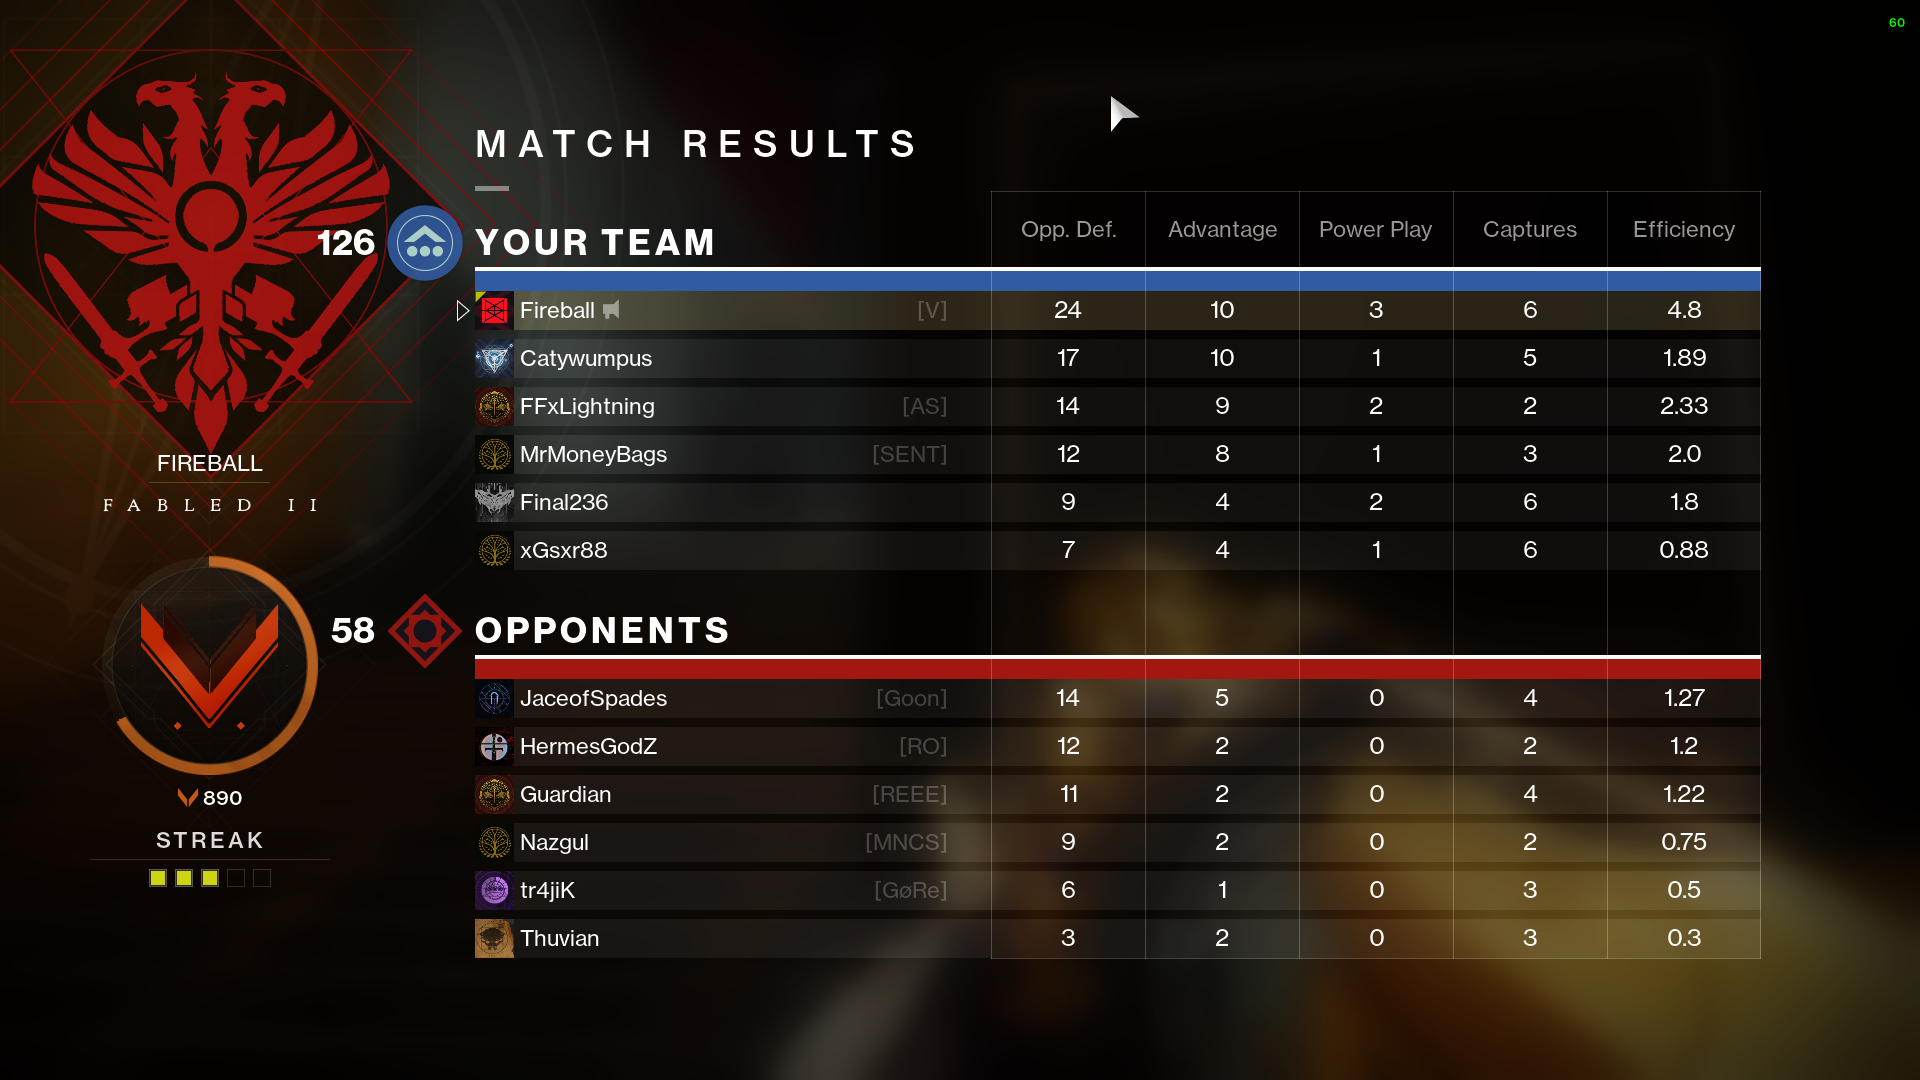 60
MATCH RESULTS
126 YOUR TEAM Opp. Def. Advantage Power Play Captures Efficiency
Fireball [V] 24 10 3 6 4.8
Catywumpus 17 10 1 5 1.89
FFxLightning [AS] 14 9 2 2 2.33
MrMoneyBags [SENT] 12 8 1 3 2.0
Final236 9 4 2 6 1.8
xGsxr88 7 4 1 6 0.88
FIREBALL
FABLED II
890
STREAK
58 OPPONENTS
JaceofSpades [Goon] 14 5 0 4 1.27
HermesGodZ [RO] 12 2 0 2 1.2
Guardian [REEE] 11 2 0 4 1.22
Nazgul [MNCS] 9 2 0 2 0.75
tr4jiK [GøRe] 6 1 0 3 0.5
Thuvian 3 2 0 3 0.3